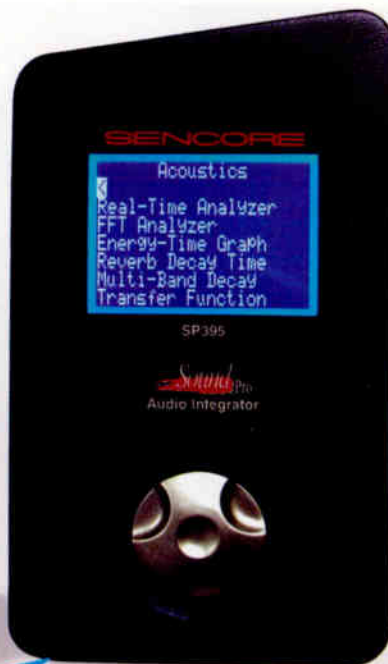 SENCORE
Acoustics
<
Real-Time Analyzer
FFT Analyzer
Energy-Time Graph
Reverb Decay Time
Multi-Band Decay
Transfer Function
SP395
Sound Pro
Audio Integrator